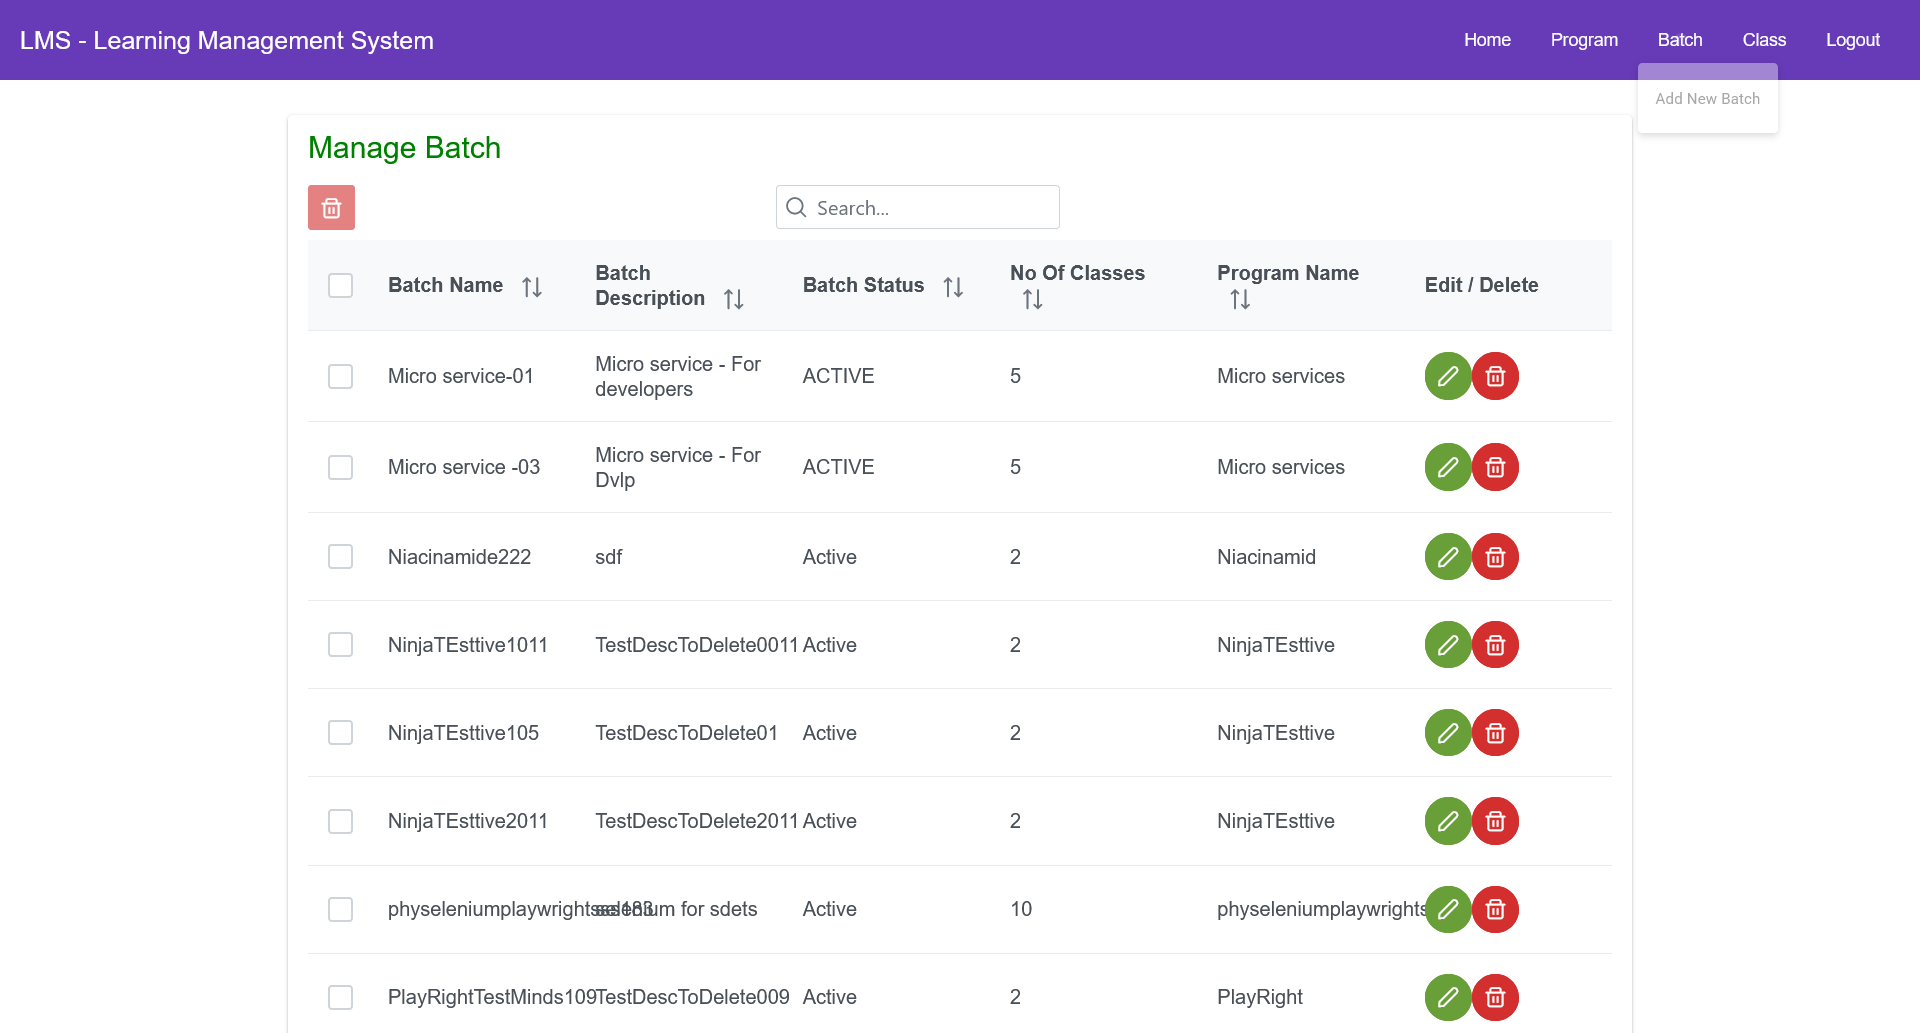 LMS - Learning Management System
Home
Program
Batch
Class
Logout
Add New Batch
Manage Batch
Search...
Batch Name
Batch
Description
Batch Status
No Of Classes
Program Name
Edit / Delete
Micro service-01
Micro service - For
developers
ACTIVE
5
Micro services
Micro service -03
Micro service - For
Dvlp
ACTIVE
5
Micro services
Niacinamide222
sdf
Active
2
Niacinamid
NinjaTEsttive1011
TestDescToDelete0011
Active
2
NinjaTEsttive
NinjaTEsttive105
TestDescToDelete01
Active
2
NinjaTEsttive
NinjaTEsttive2011
TestDescToDelete2011
Active
2
NinjaTEsttive
selenium for sdets
Active
10
physeleniumplaywrights
PlayRightTestMinds109
TestDescToDelete009
Active
2
PlayRight